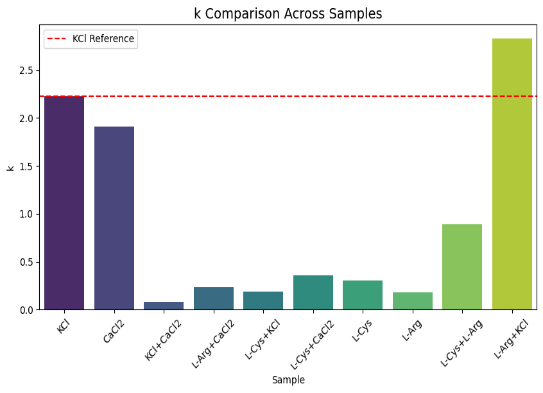 k Comparison Across Samples
KCl Reference
2.5
2.0
1.5
1.0
0.5
0.0
k
KCl
CaCl2
KCl+CaCl2
L-Arg+CaCl2
L-Cys+KCl
L-Cys+CaCl2
L-Cys
L-Arg
L-Cys+L-Arg
L-Arg+KCl
Sample